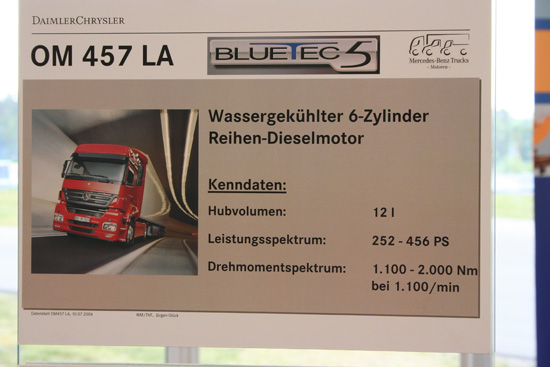 DAIMLERCHRYSLER
OM 457 LA
BLUETEC 5
Mercedes-Benz Trucks
- Motoren -
Wassergekühlter 6-Zylinder
Reihen-Dieselmotor
Kenndaten:
Hubvolumen: 12 l
Leistungsspektrum: 252 - 456 PS
Drehmomentspektrum: 1.100 - 2.000 Nm
bei 1.100/min